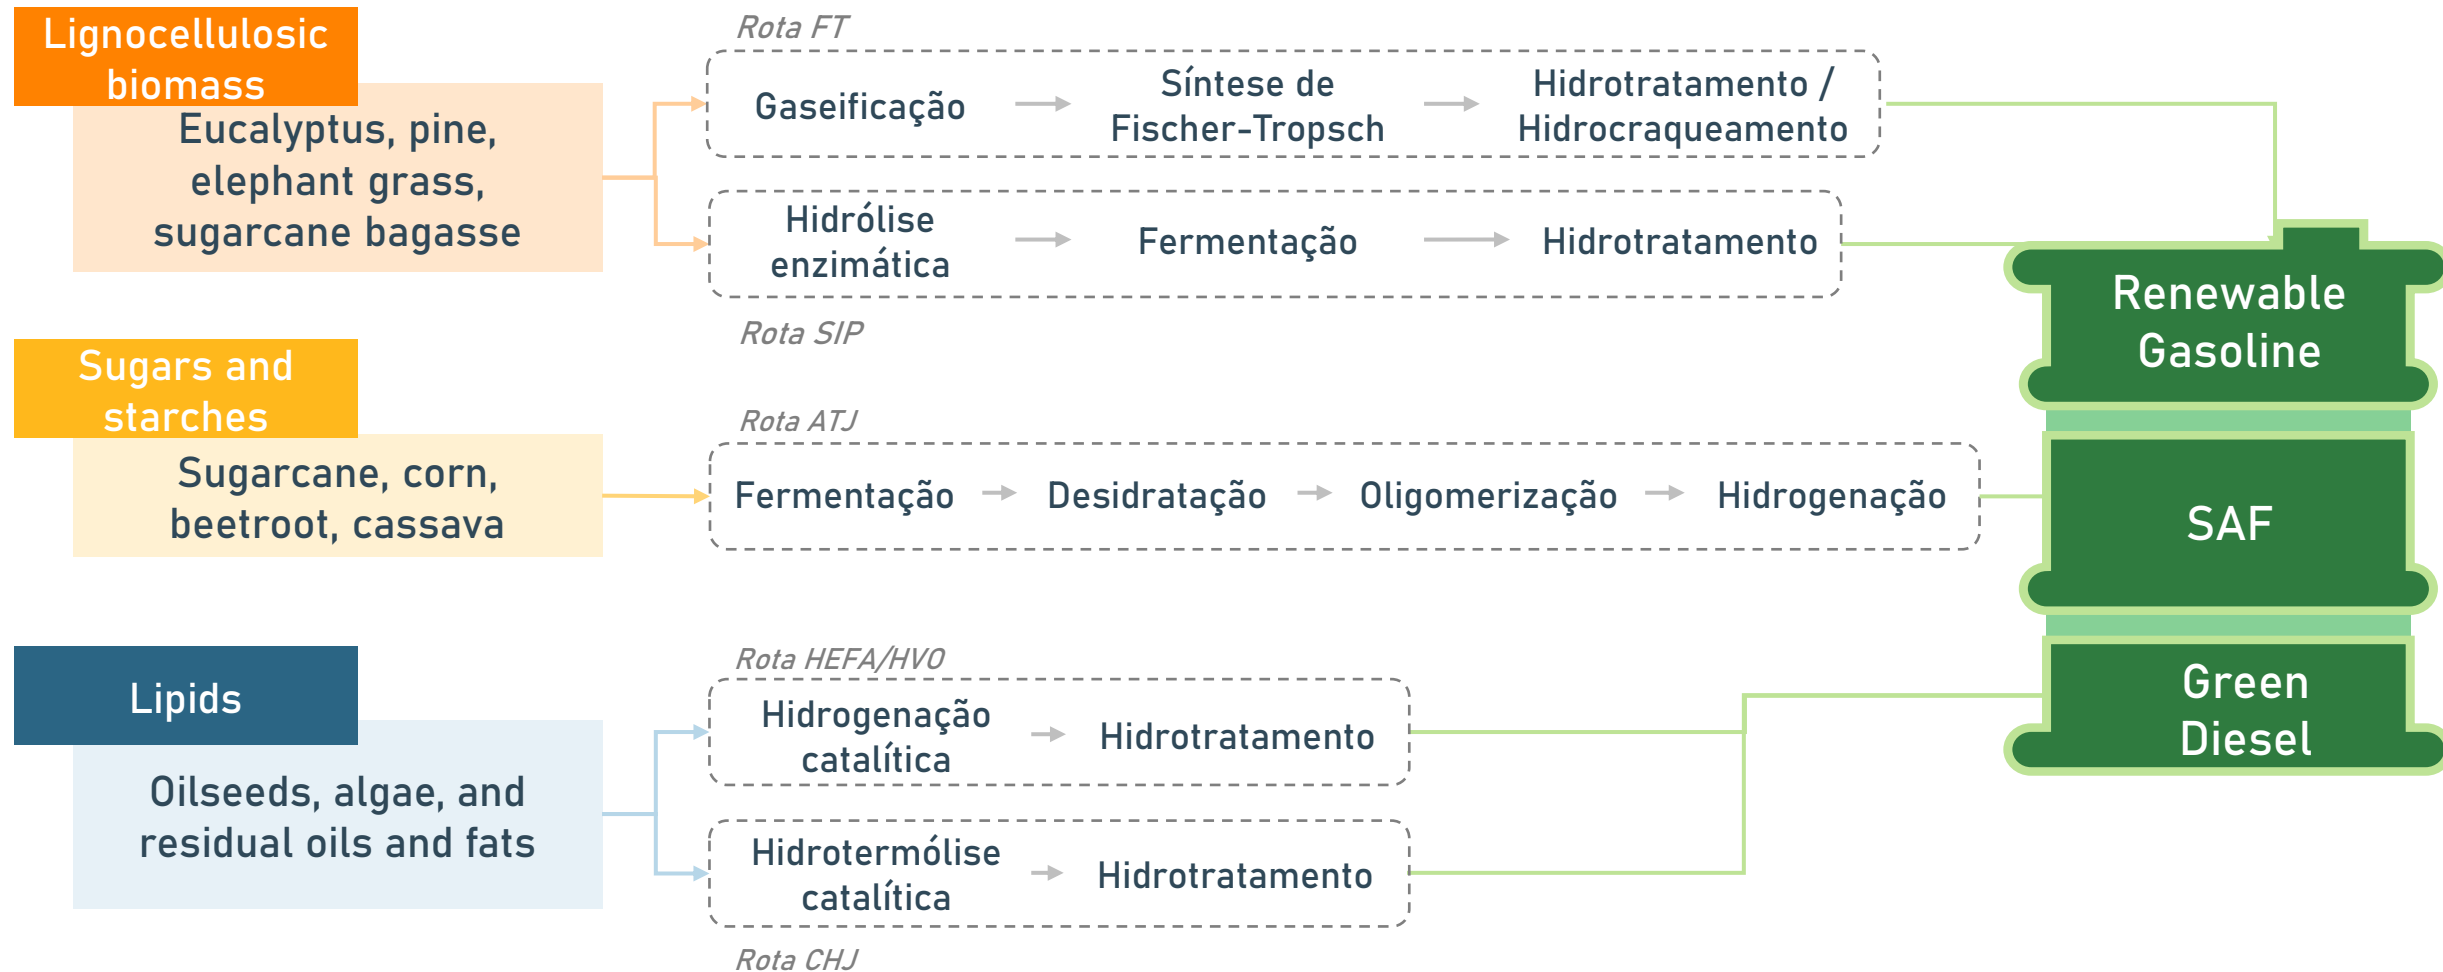 Lignocellulosic
biomass
Eucalyptus, pine,
elephant grass,
sugarcane bagasse
Rota FT
Gaseificação
Síntese de
Fischer-Tropsch
Hidrotratamento /
Hidrocraqueamento
Hidrólise
enzimática
Fermentação
Hidrotratamento
Rota SIP
Sugars and
starches
Sugarcane, corn,
beetroot, cassava
Rota ATJ
Fermentação
Desidratação
Oligomerização
Hidrogenação
Lipids
Oilseeds, algae, and
residual oils and fats
Rota HEFA/HVO
Hidrogenação
catalítica
Hidrotratamento
Hidrotermólise
catalítica
Hidrotratamento
Rota CHJ
Renewable
Gasoline
SAF
Green
Diesel